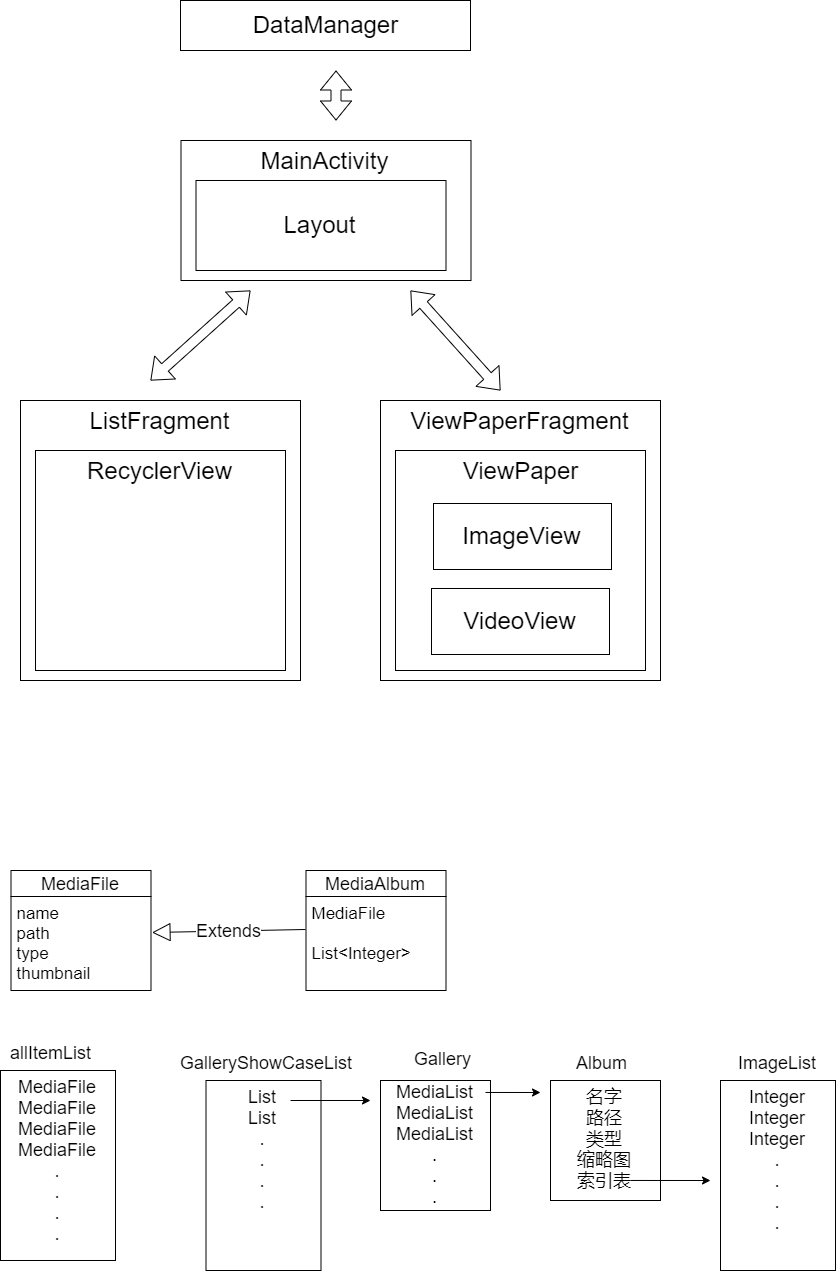 DataManager
MainActivity
Layout
ListFragment
RecyclerView
ViewPaperFragment
ViewPaper
ImageView
VideoView
MediaFile
name
path
type
thumbnail
Extends
MediaAlbum
MediaFile
List<Integer>
allItemList
MediaFile
MediaFile
MediaFile
MediaFile
.
.
.
.
GalleryShowCaseList
List
List
.
.
.
.
Gallery
MediaList
MediaList
MediaList
.
.
.
Album
名字
路径
类型
缩略图
索引表
ImageList
Integer
Integer
Integer
.
.
.
.